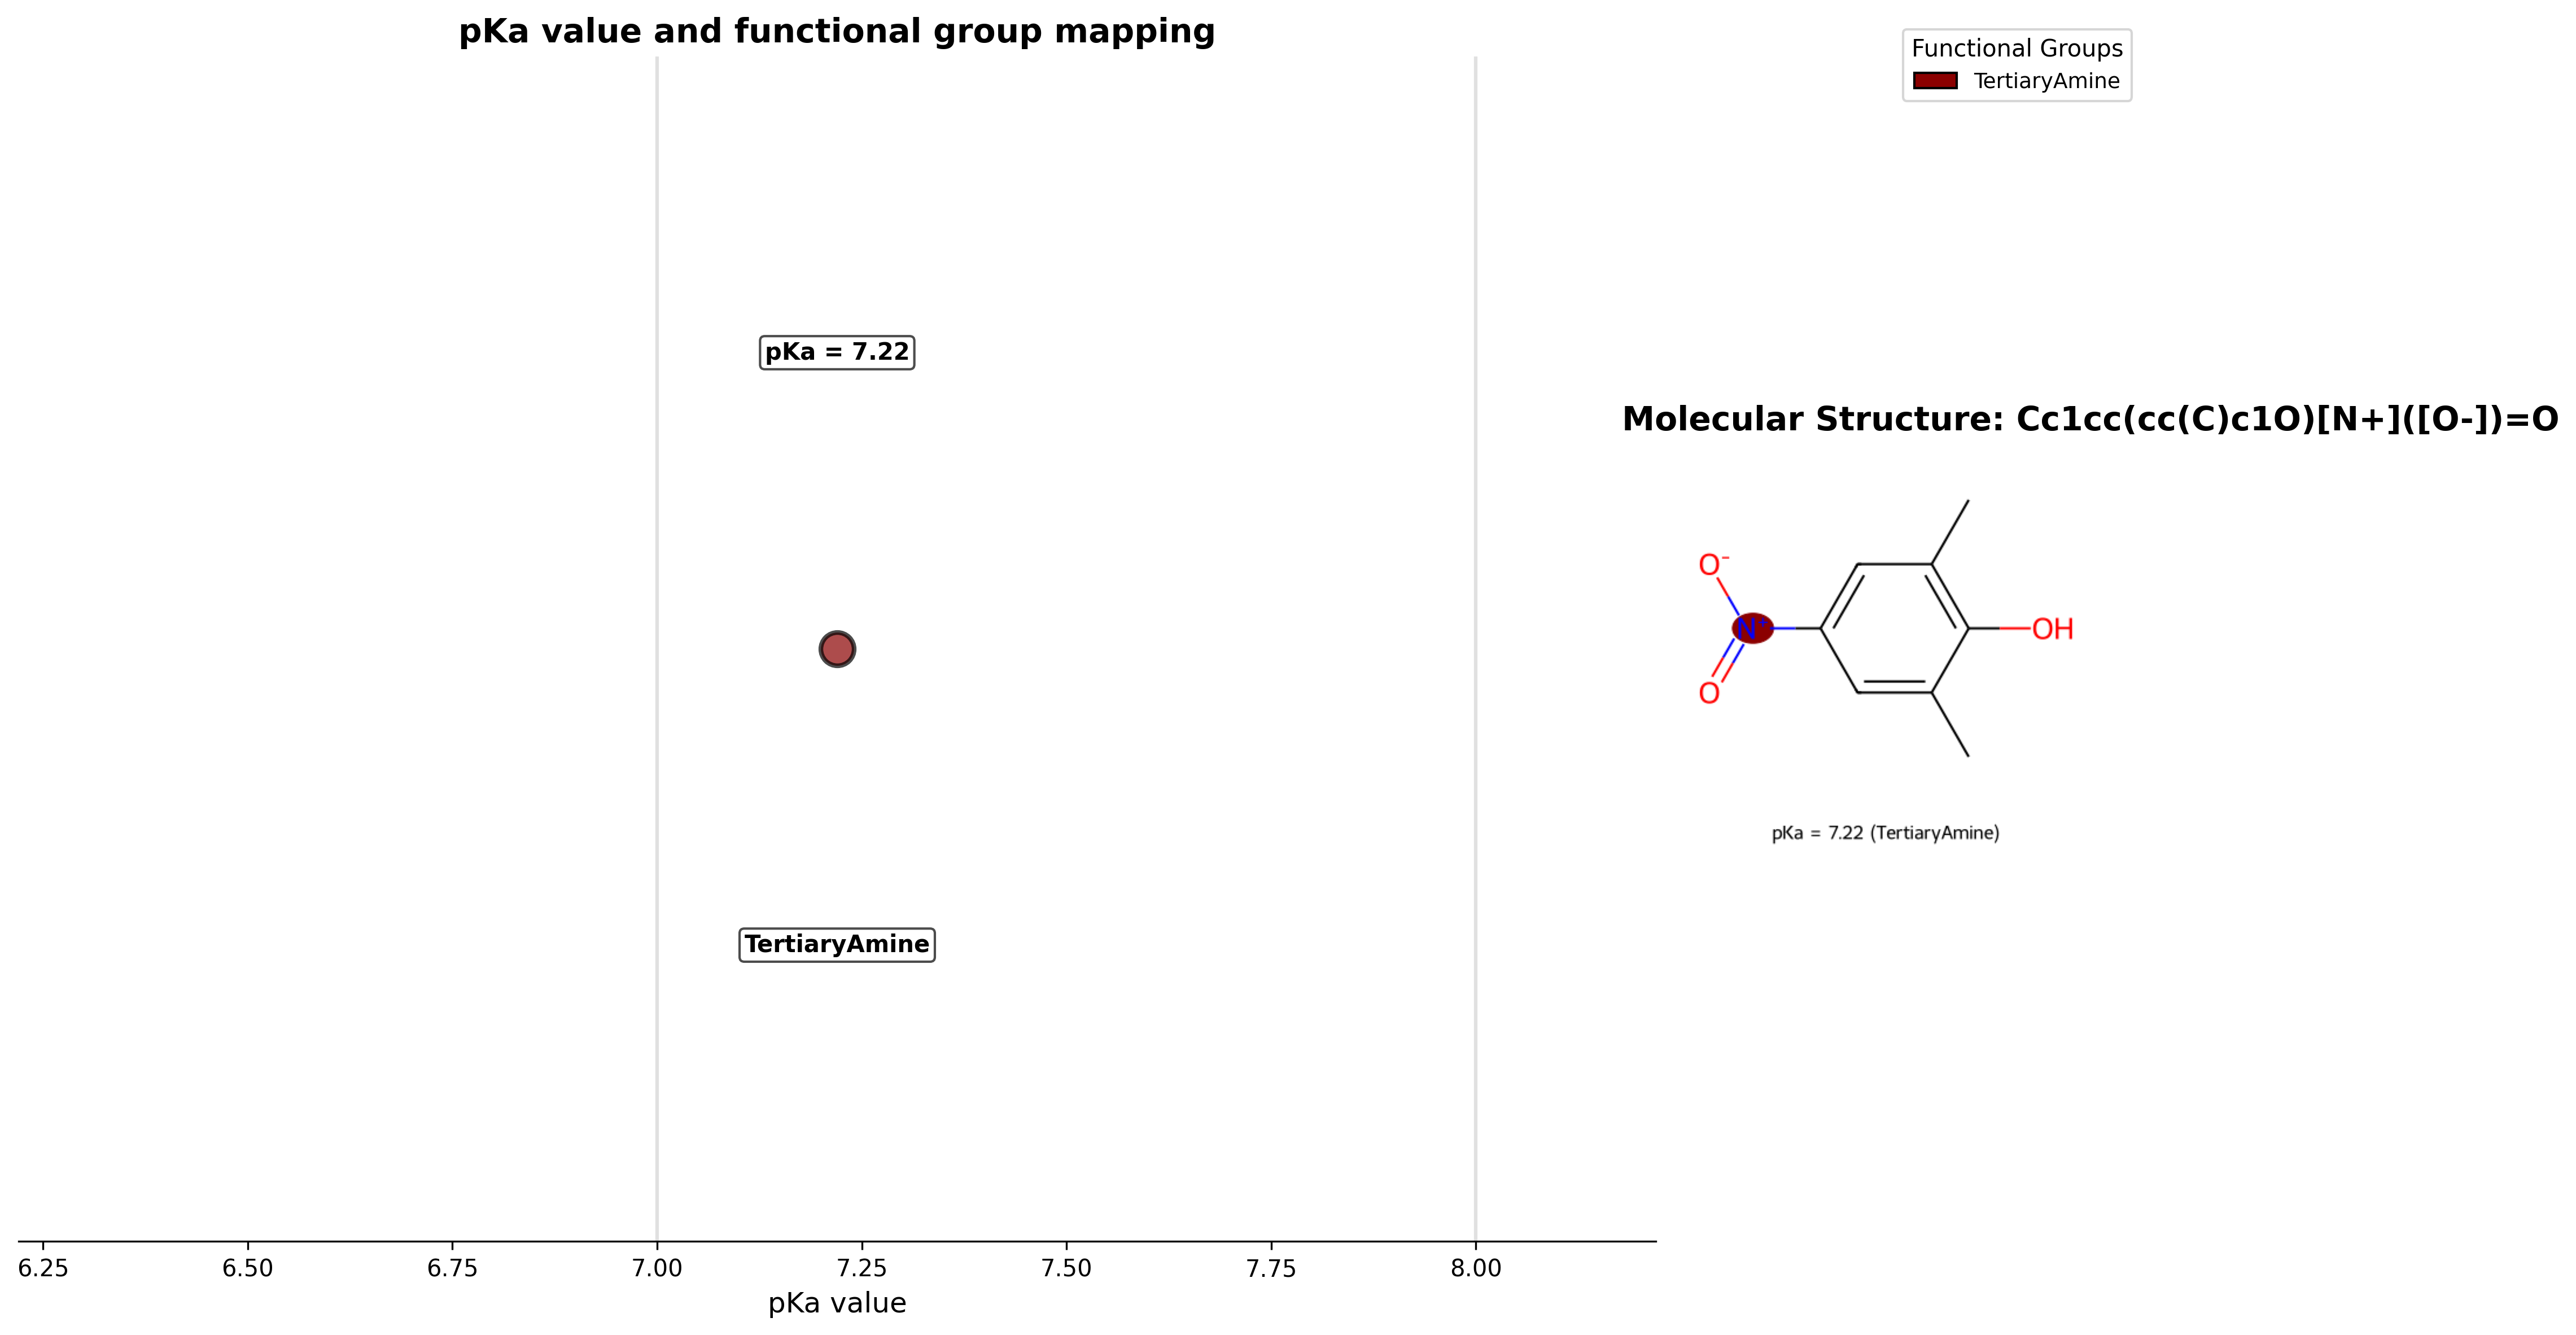 pKa value and functional group mapping
Functional Groups
TertiaryAmine
pKa = 7.22
Molecular Structure: Cc1cc(cc(C)c1O)[N+]([O-])=O
O-
N+
OH
O
pKa = 7.22 (TertiaryAmine)
TertiaryAmine
6.25 6.50 6.75 7.00 7.25 7.50 7.75 8.00
pKa value